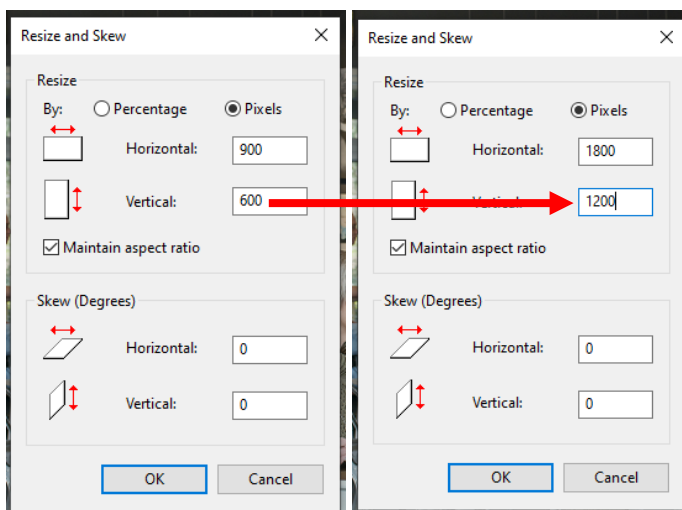 Resize and Skew
Resize
By: Percentage Pixels
Horizontal: 900
Vertical: 600
Maintain aspect ratio
Skew (Degrees)
Horizontal: 0
Vertical: 0
OK Cancel
Resize and Skew
Resize
By: Percentage Pixels
Horizontal: 1800
Vertical: 1200
Maintain aspect ratio
Skew (Degrees)
Horizontal: 0
Vertical: 0
OK Cancel